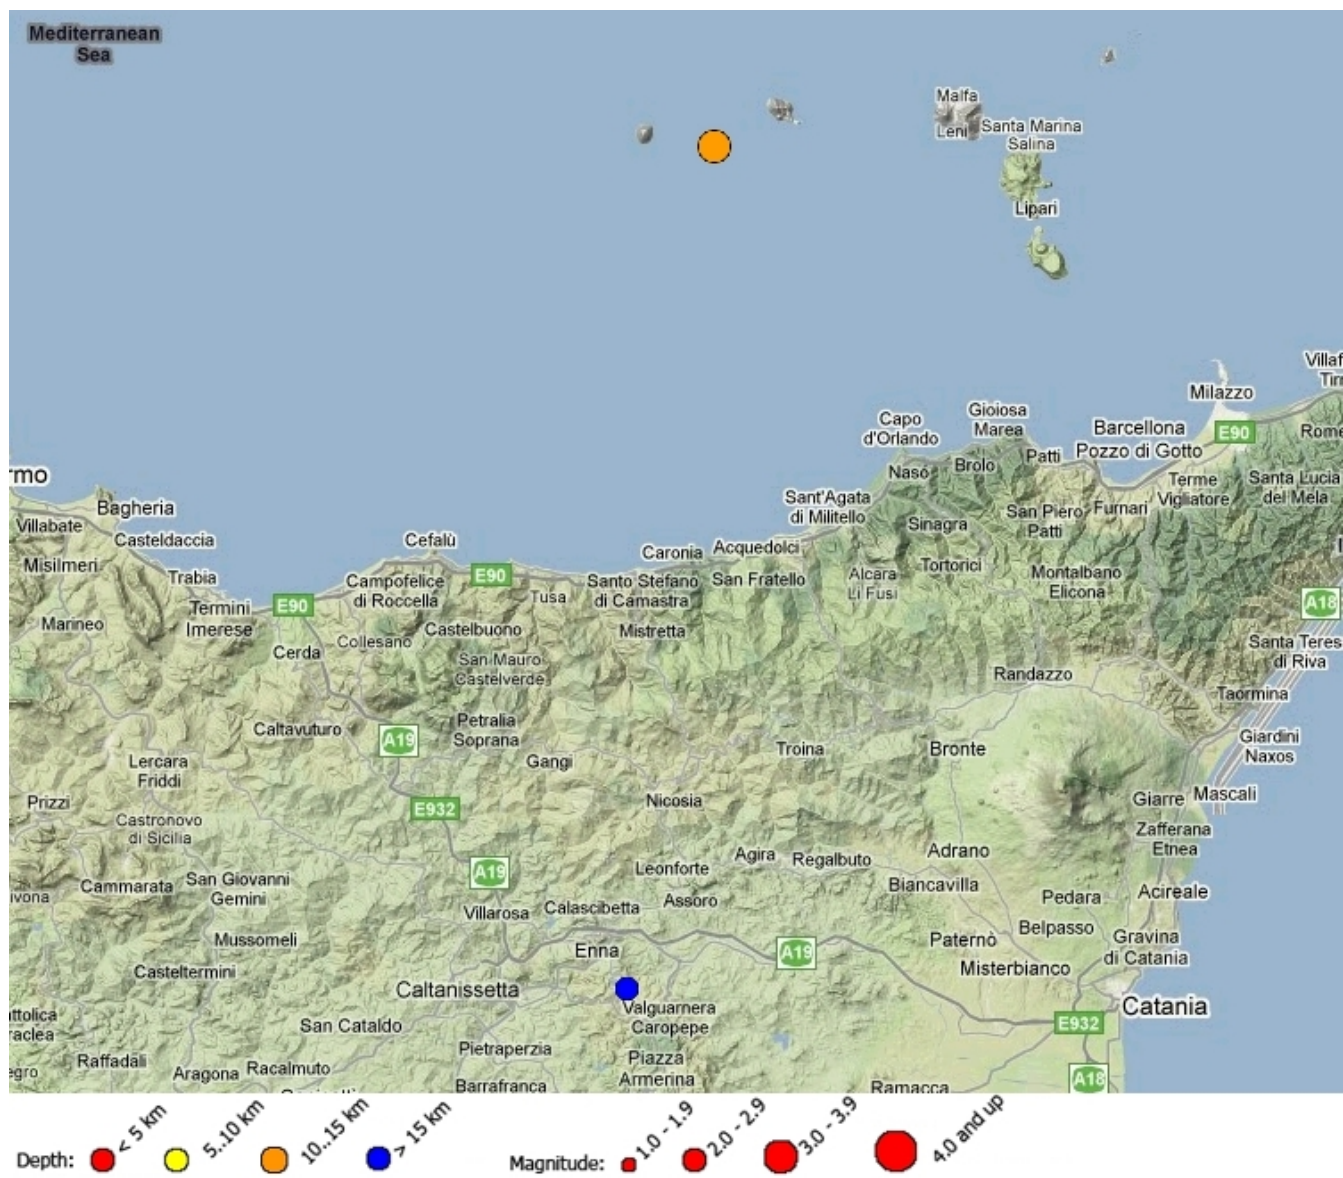 Mediterranean
Sea
Malfa
Leni
Santa Marina
Salina
Lipari
Milazzo
Capo
d'Orlando
Gioiosa
Marea
Barcellona
Pozzo di Gotto
E90
Rome
rmo
Naso
Brolo
Patti
Terme
Vigliatore
Santa Lucia
del Mela
Bagheria
Villabate
Sant'Agata
di Militello
San Piero
Patti
Furnari
Sinagra
Casteldaccia
Cefalù
Caronia
Acquedolci
Misilmeri
Trabia
Campofelice
di Roccella
E90
Tusa
Santo Stefano
di Camastra
San Fratello
Alcara
Li Fusi
Tortorici
Montalbano
Elicona
A18
Termini
Imerese
E90
Marineo
Cerda
Collesano
Castelbuono
Mistretta
Santa Teres
di Riva
San Mauro
Castelverde
Randazzo
Taormina
Caltavuturo
A19
Petralia
Soprana
Gangi
Troina
Bronte
Giardini
Naxos
Lercara
Friddi
Prizzi
E932
Nicosia
Giarre
Mascali
Castronovo
di Sicilia
Zafferana
Etnea
A19
Leonforte
Agira
Regalbuto
Adrano
ivona
Cammarata
San Giovanni
Gemini
Biancavilla
Pedara
Acireale
Villarosa
Calascibetta
Assoro
Belpasso
Mussomeli
Enna
A19
Paternò
Gravina
di Catania
Casteltermini
Misterbianco
Caltanissetta
Valguarnera
Caropepe
Catania
attolica
raclea
San Cataldo
E932
Raffadali
Pietraperzia
Piazza
Armerina
egro
Aragona
Racalmuto
Barrafranca
Ramacca
A18
Depth:
< 5 km
5..10 km
10..15 km
> 15 km
Magnitude:
1.0 - 1.9
2.0 - 2.9
3.0 - 3.9
4.0 and up